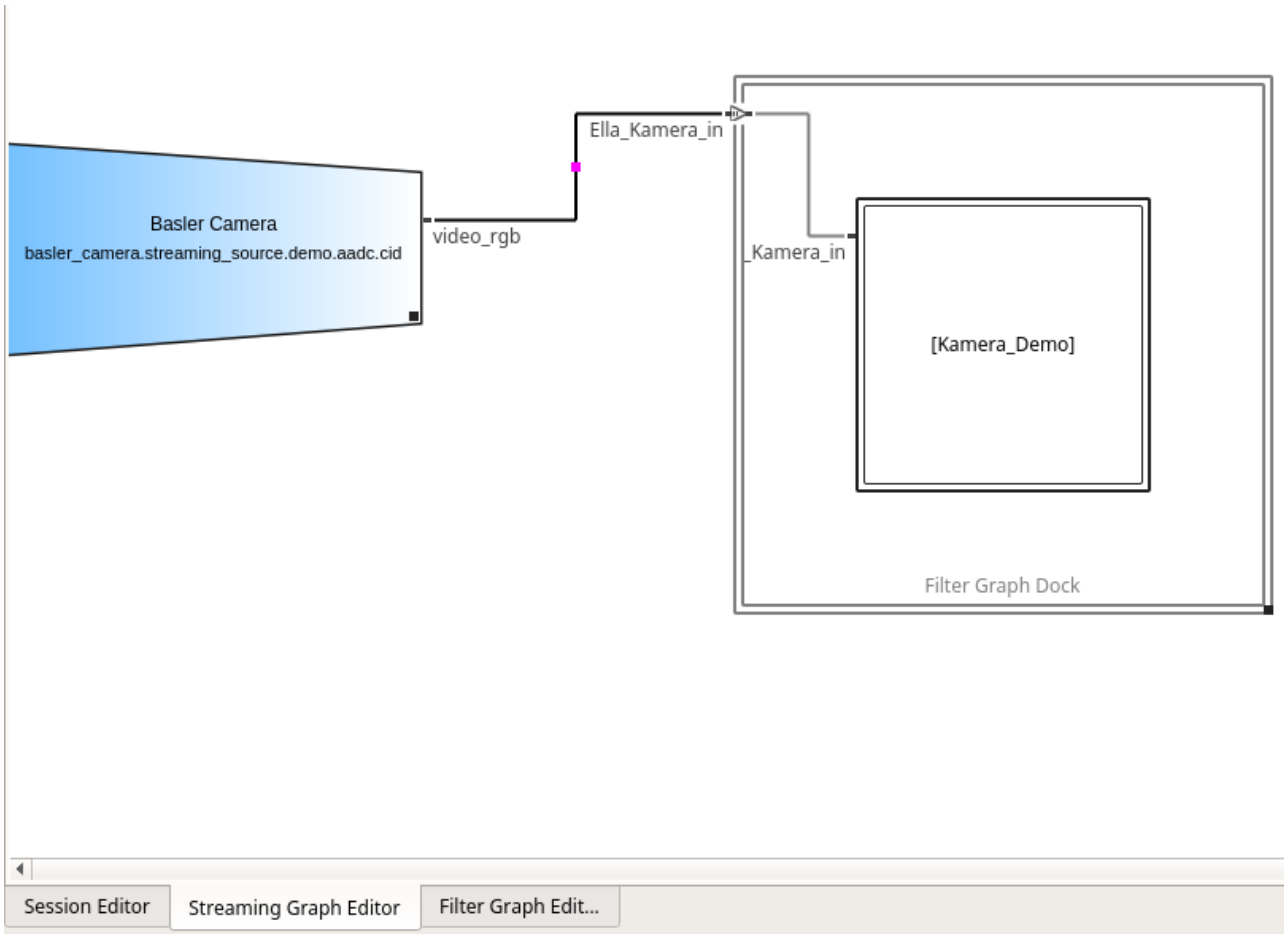 Ella_Kamera_in
Basler Camera
basler_camera.streaming_source.demo.aadc.cid
video_rgb
_Kamera_in
[Kamera_Demo]
Filter Graph Dock
Session Editor
Streaming Graph Editor
Filter Graph Edit...